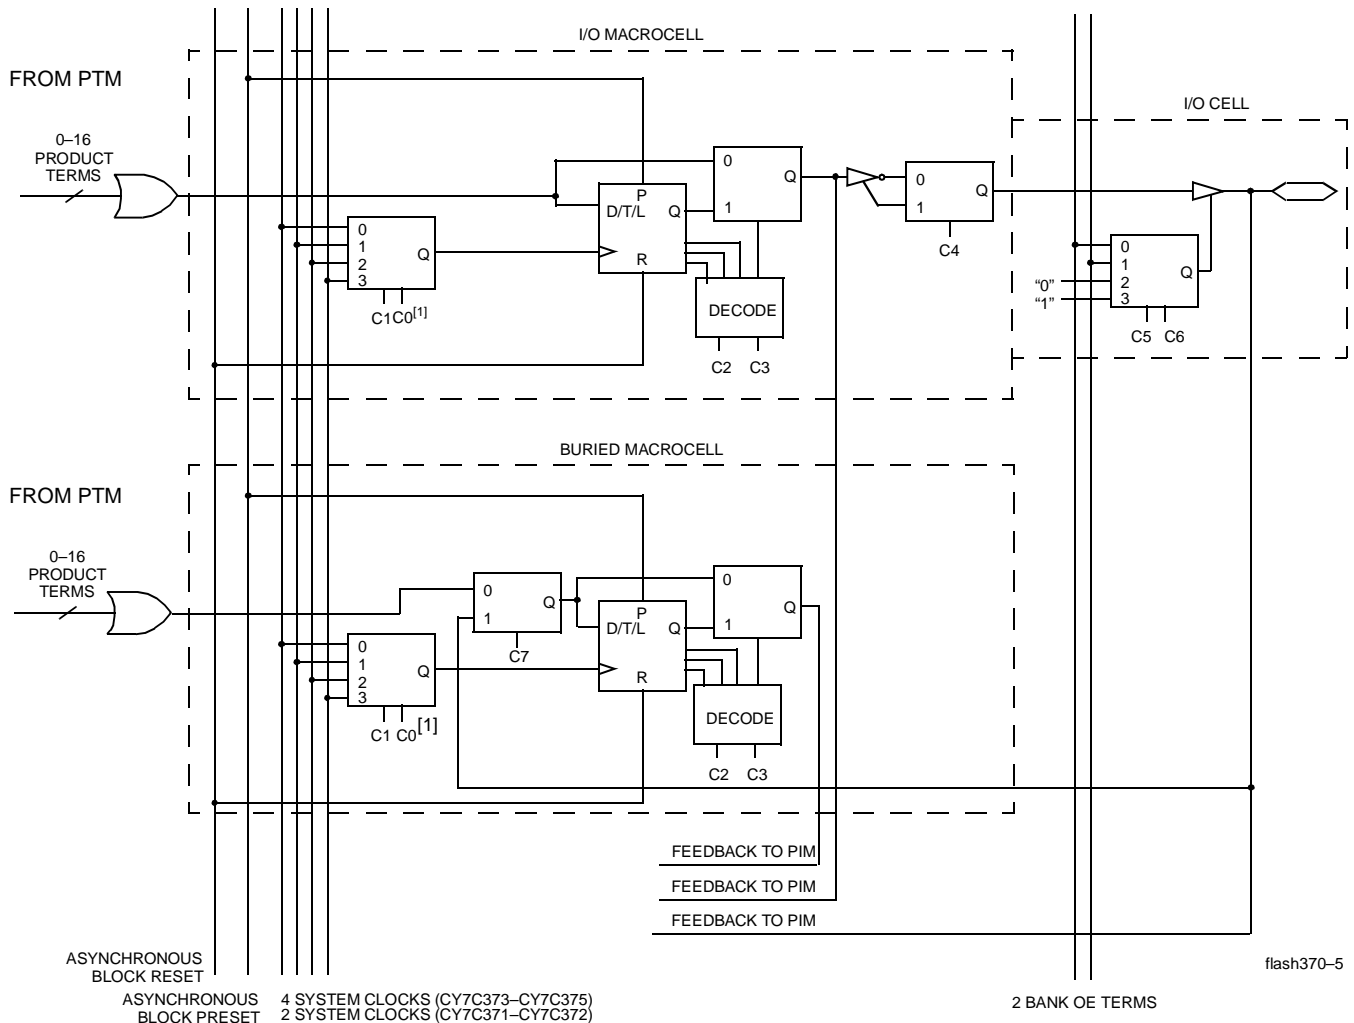 I/O MACROCELL
FROM PTM
I/O CELL
0–16
PRODUCT
TERMS
0
Q
1
P
D/T/L Q
R
0
Q
1
C4
0
1
2
3
Q
C1C0[1]
DECODE
C2 C3
0
1
2
3
Q
"0"
"1"
C5 C6
BURIED MACROCELL
FROM PTM
0–16
PRODUCT
TERMS
0
Q
1
C7
0
Q
1
P
D/T/L Q
R
0
1
2
3
Q
C1 C0[1]
DECODE
C2 C3
FEEDBACK TO PIM
FEEDBACK TO PIM
FEEDBACK TO PIM
ASYNCHRONOUS
BLOCK RESET
flash370–5
ASYNCHRONOUS
BLOCK PRESET
4 SYSTEM CLOCKS (CY7C373–CY7C375)
2 SYSTEM CLOCKS (CY7C371–CY7C372)
2 BANK OE TERMS